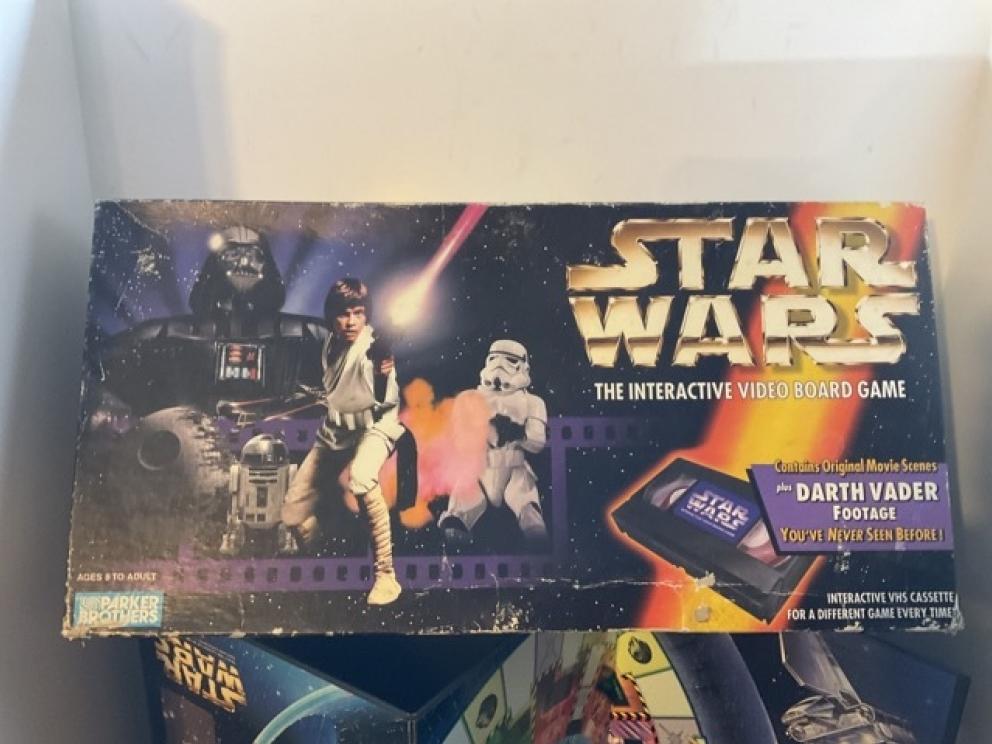 STAR
WARS
THE INTERACTIVE VIDEO BOARD GAME
Contains Original Movie Scenes
plus DARTH VADER
FOOTAGE
YOU'VE NEVER SEEN BEFORE!
STAR
WARS
INTERACTIVE VHS CASSETTE
FOR A DIFFERENT GAME EVERY TIME
AGES 8 TO ADULT
PARKER
BROTHERS
STAR
WARS